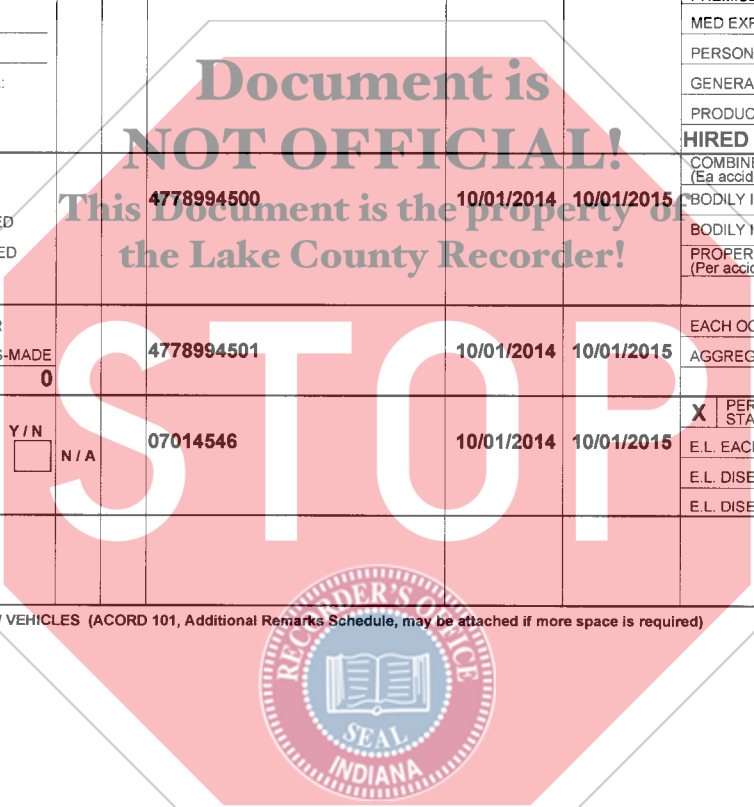 MED EXP
PERSON
Document is
GENERA
PRODUC
NOT OFFICIAL!
HIRED
COMBINE
(Ea accid
4778994500 10/01/2014 10/01/2015
This Document is the property of
BODILY I
ED
BODILY I
ED
the Lake County Recorder!
PROPER
(Per accid
R
EACH OC
S-MADE 4778994501 10/01/2014 10/01/2015 AGGREG
0
STOP
X PER
STA
Y / N
N / A
07014546 10/01/2014 10/01/2015
E.L. EACH
E.L. DISE
E.L. DISE
/ VEHICLES (ACORD 101, Additional Remarks Schedule, may be attached if more space is required)
RECORDER'S OFFICE
SEAL
INDIANA